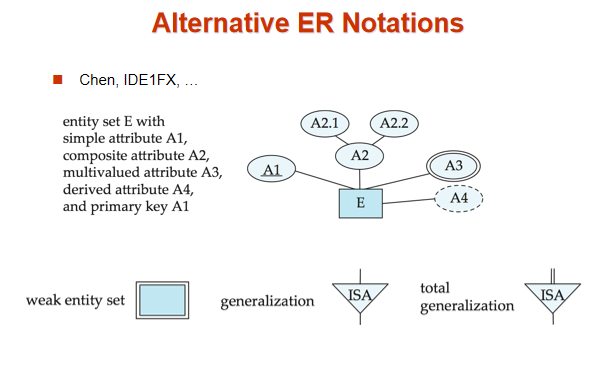 Alternative ER Notations
Chen, IDE1FX, …
entity set E with
simple attribute A1,
composite attribute A2,
multivalued attribute A3,
derived attribute A4,
and primary key A1
A2.1
A2.2
A1
A2
A3
E
A4
weak entity set
generalization
ISA
total
generalization
ISA